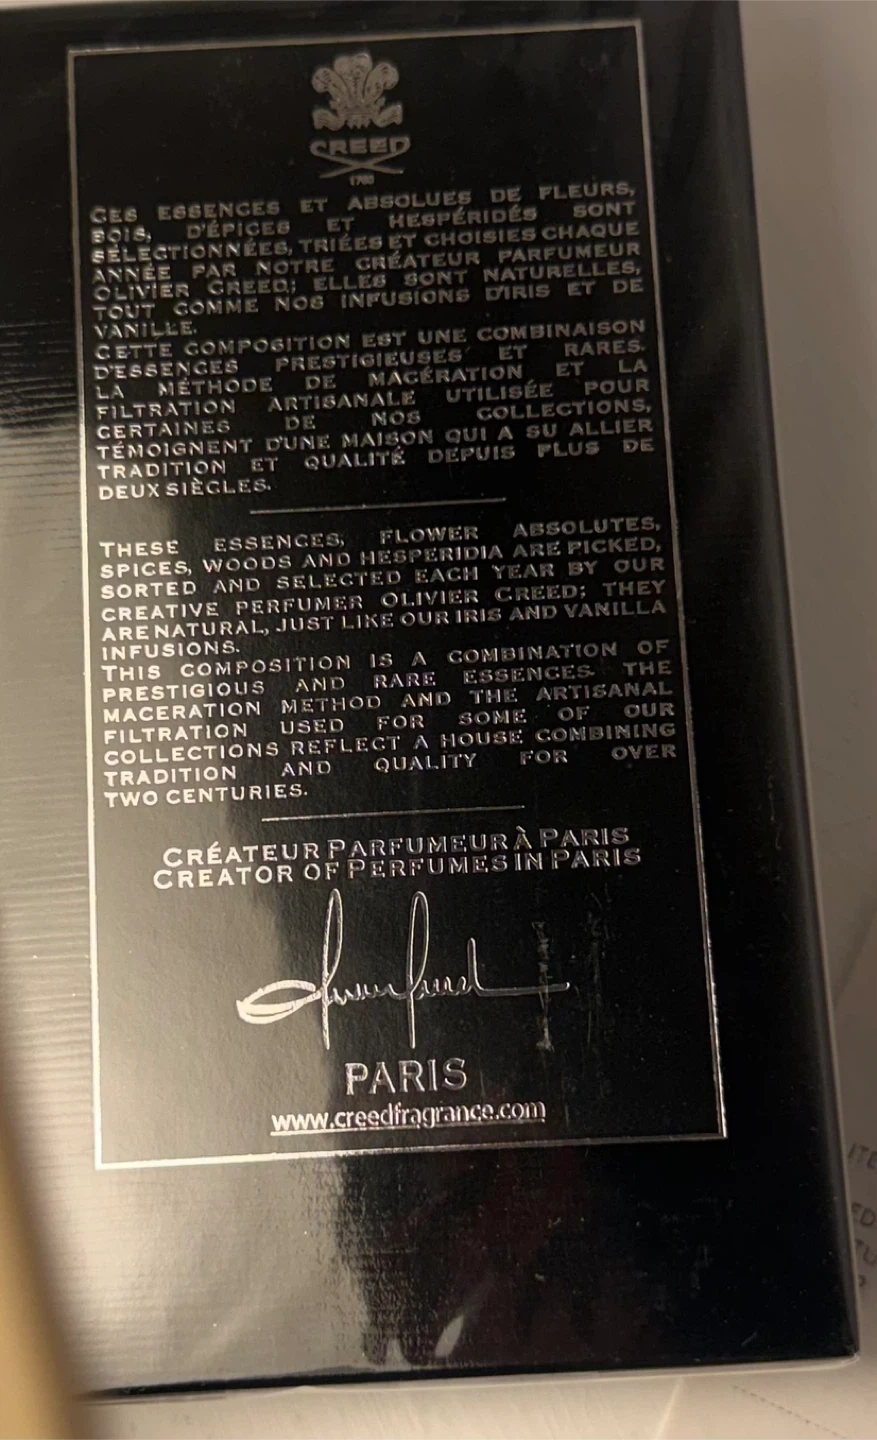 CREED
1760
CES ESSENCES ET ABSOLUES DE FLEURS,
BOIS, D'ÉPICES ET HESPÉRIDÉS SONT
SÉLECTIONNÉES, TRIÉES ET CHOISIES CHAQUE
ANNÉE PAR NOTRE CRÉATEUR PARFUMEUR
OLIVIER CREED; ELLES SONT NATURELLES,
TOUT COMME NOS INFUSIONS D'IRIS ET DE
VANILLE.
CETTE COMPOSITION EST UNE COMBINAISON
D'ESSENCES PRESTIGIEUSES ET RARES.
LA MÉTHODE DE MACÉRATION ET LA
FILTRATION ARTISANALE UTILISÉE POUR
CERTAINES DE NOS COLLECTIONS,
TÉMOIGNENT D'UNE MAISON QUI A SU ALLIER
TRADITION ET QUALITÉ DEPUIS PLUS DE
DEUX SIÈCLES.
THESE ESSENCES, FLOWER ABSOLUTES,
SPICES, WOODS AND HESPERIDIA ARE PICKED,
SORTED AND SELECTED EACH YEAR BY OUR
CREATIVE PERFUMER OLIVIER CREED; THEY
ARE NATURAL, JUST LIKE OUR IRIS AND VANILLA
INFUSIONS.
THIS COMPOSITION IS A COMBINATION OF
PRESTIGIOUS AND RARE ESSENCES. THE
MACERATION METHOD AND THE ARTISANAL
FILTRATION USED FOR SOME OF OUR
COLLECTIONS REFLECT A HOUSE COMBINING
TRADITION AND QUALITY FOR OVER
TWO CENTURIES.
CRÉATEUR PARFUMEUR À PARIS
CREATOR OF PERFUMES IN PARIS
PARIS
www.creedfragrance.com